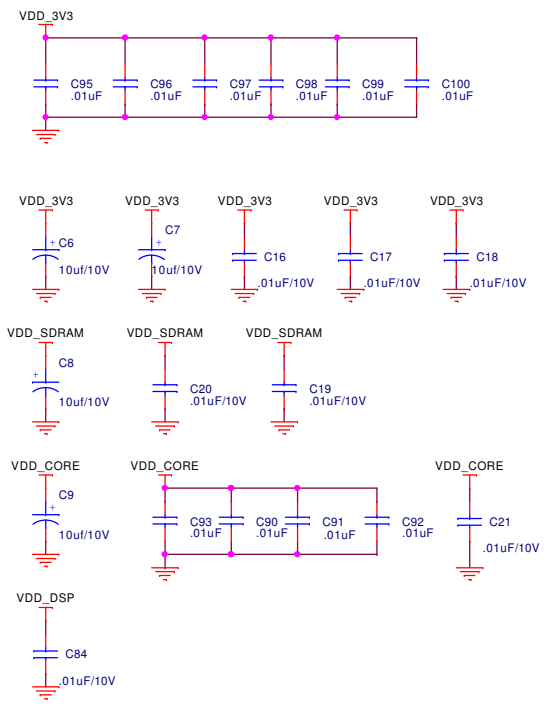 VDD_3V3
C95 C96 C97 C98 C99 C100
.01uF .01uF .01uF .01uF .01uF .01uF
VDD_3V3 VDD_3V3 VDD_3V3 VDD_3V3 VDD_3V3
+ C6 + C7 C16 C17 C18
10uf/10V 10uf/10V .01uF/10V .01uF/10V .01uF/10V
VDD_SDRAM VDD_SDRAM VDD_SDRAM
+ C8 C20 C19
10uf/10V .01uF/10V .01uF/10V
VDD_CORE VDD_CORE VDD_CORE
C9 + C93 C90 C91 C92 C21
10uf/10V .01uF .01uF .01uF .01uF .01uF/10V
VDD_DSP
C84
.01uF/10V